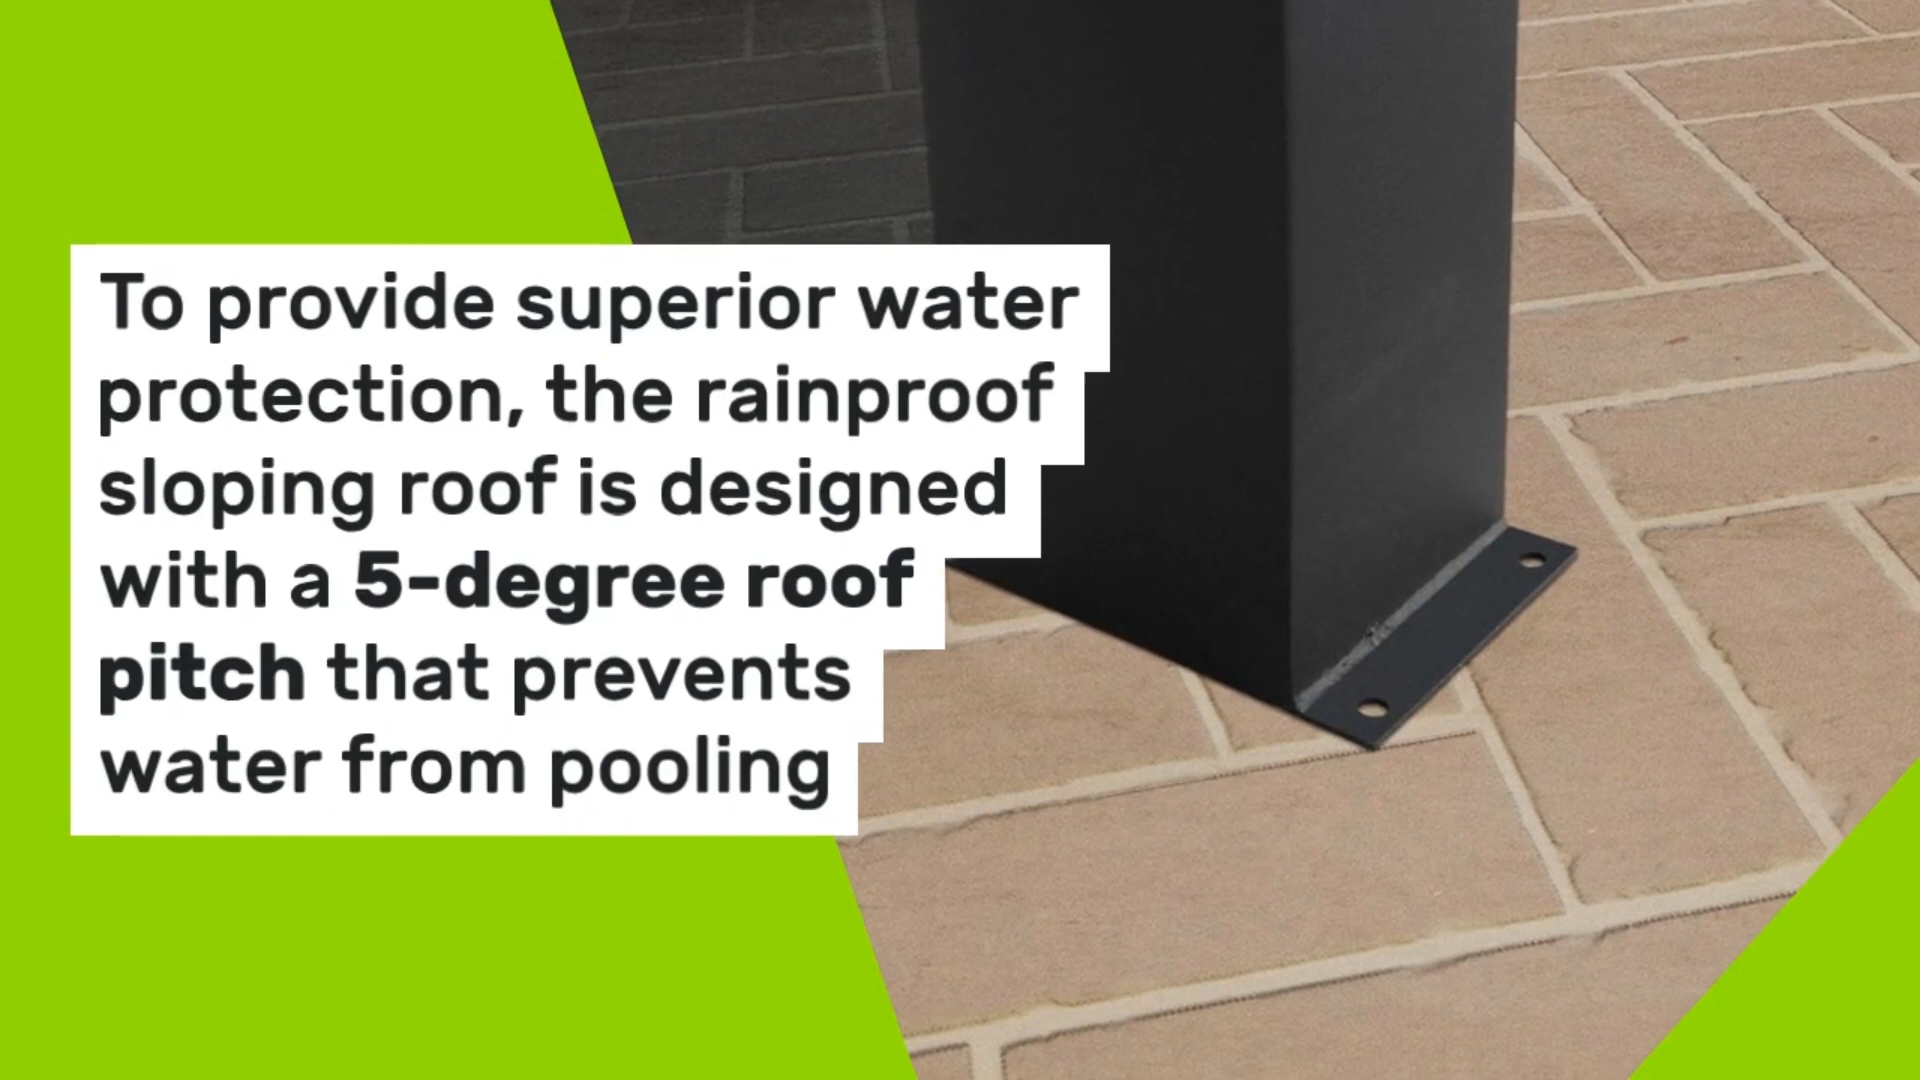 To provide superior water
protection, the rainproof
sloping roof is designed
with a 5-degree roof
pitch that prevents
water from pooling